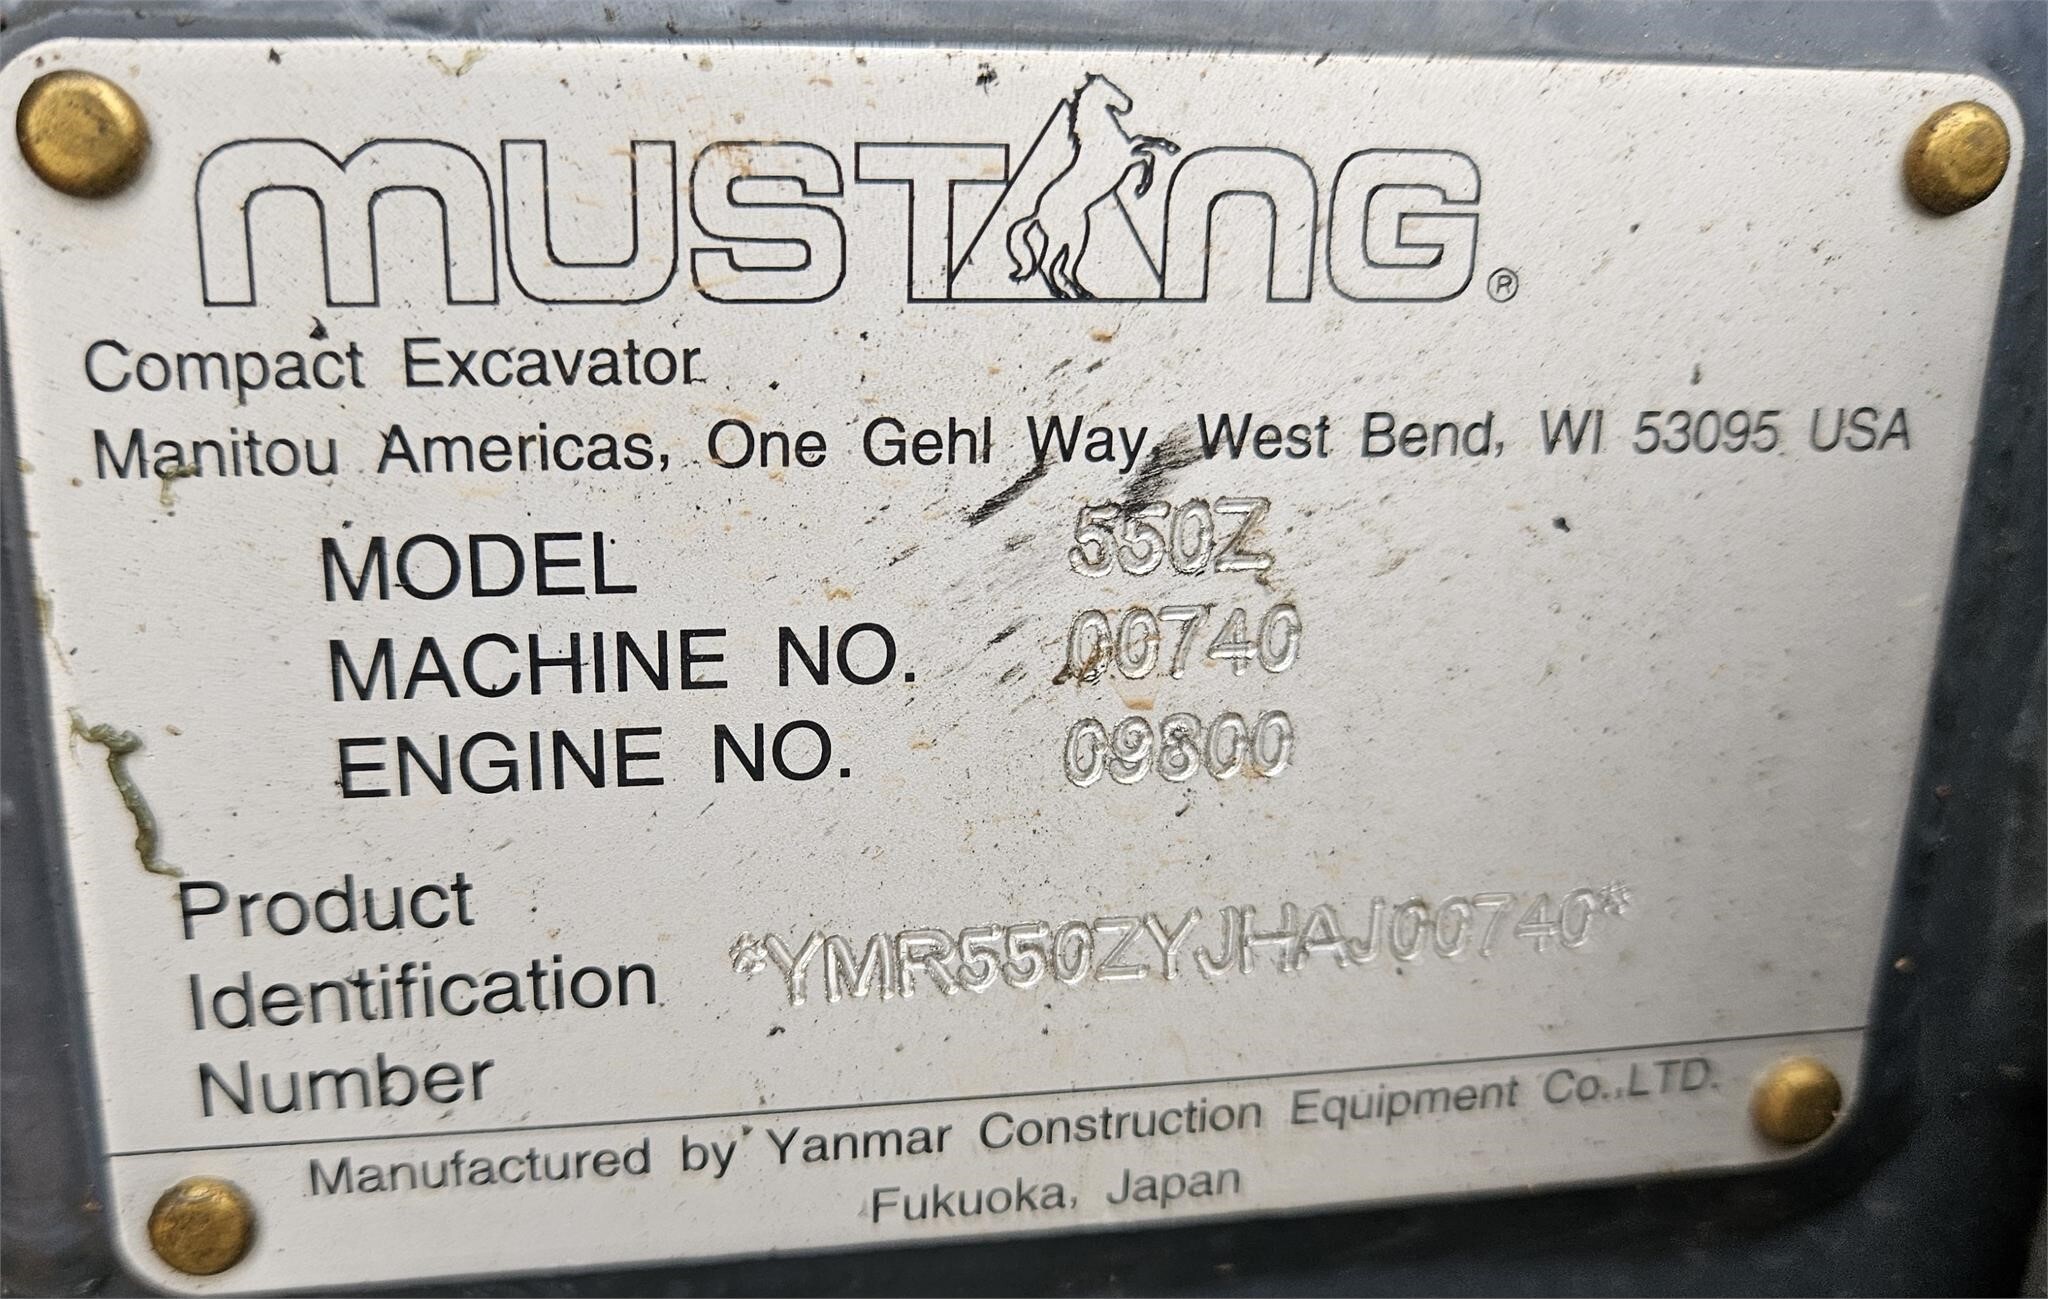 MUSTANG®
Compact Excavator
Manitou Americas, One Gehl Way, West Bend, WI 53095 USA
MODEL 550Z
MACHINE NO. 00740
ENGINE NO. 09800
Product
Identification *YMR550ZYJHAJ00740*
Number
Manufactured by Yanmar Construction Equipment Co.,LTD.
Fukuoka, Japan